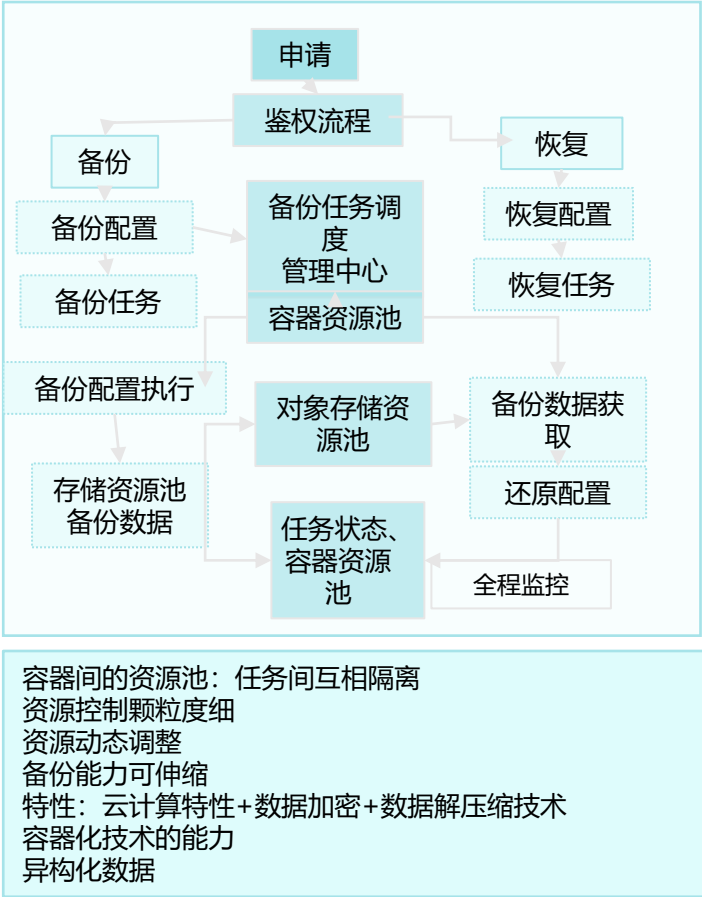 申请
鉴权流程
备份
恢复
备份配置
备份任务调
度
管理中心
恢复配置
备份任务
恢复任务
容器资源池
备份配置执行
对象存储资
源池
备份数据获
取
存储资源池
备份数据
还原配置
任务状态、
容器资源
池
全程监控
容器间的资源池：任务间互相隔离
资源控制颗粒度细
资源动态调整
备份能力可伸缩
特性：云计算特性+数据加密+数据解压缩技术
容器化技术的能力
异构化数据